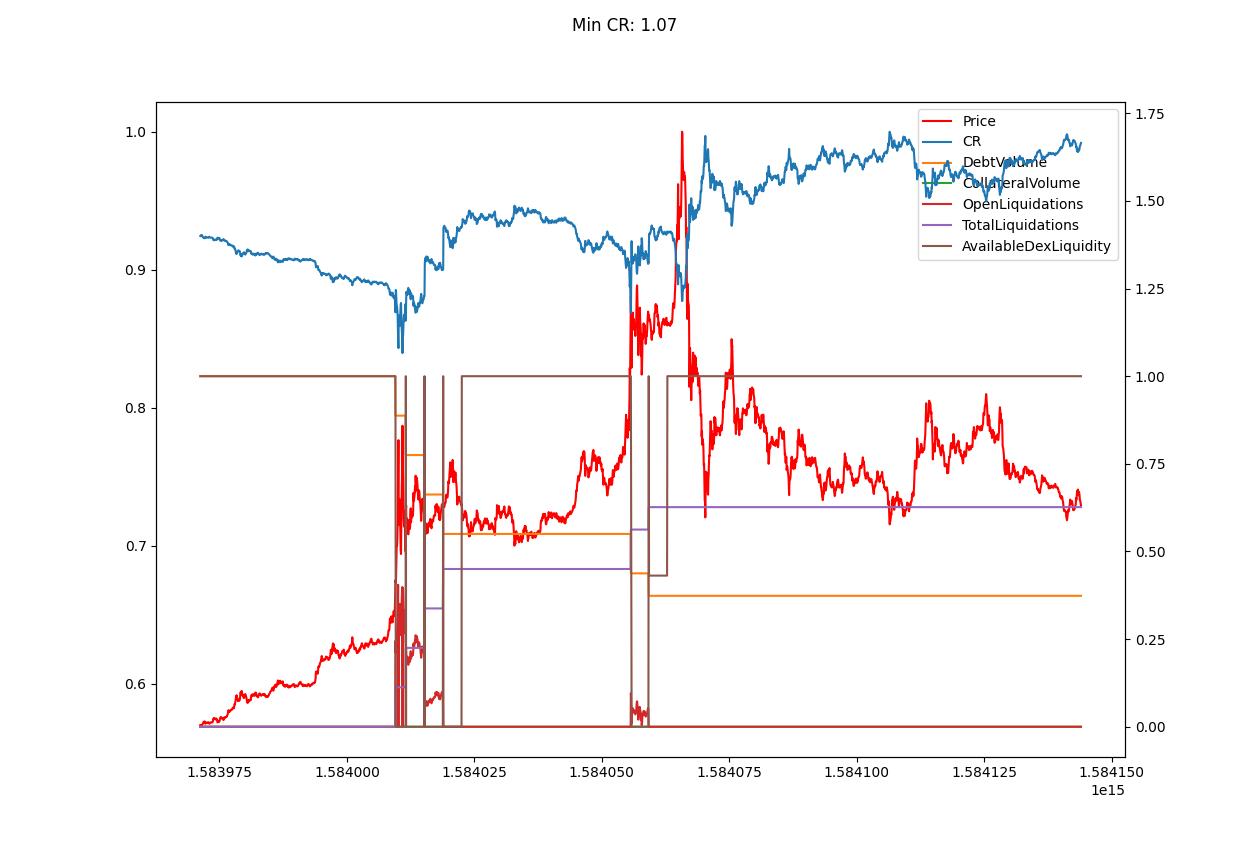 Min CR: 1.07
1.0
0.9
0.8
0.7
0.6
1.75
1.50
1.25
1.00
0.75
0.50
0.25
0.00
Price
CR
DebtVolume
CollateralVolume
OpenLiquidations
TotalLiquidations
AvailableDexLiquidity
1.583975 1.584000 1.584025 1.584050 1.584075 1.584100 1.584125 1.584150
1e15